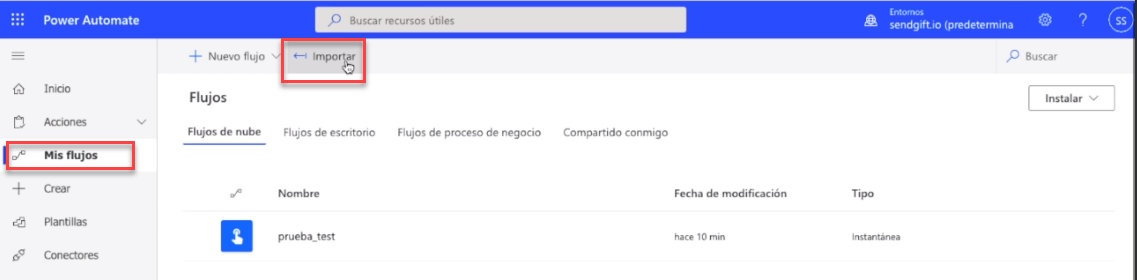 Power Automate
Buscar recursos útiles
Entornos
sendgift.io (predetermina
?
SS
Nuevo flujo
Importar
Buscar
Inicio
Acciones
Mis flujos
Crear
Plantillas
Conectores
Flujos
Instalar
Flujos de nube Flujos de escritorio Flujos de proceso de negocio Compartido conmigo
Nombre Fecha de modificación Tipo
prueba_test hace 10 min Instantánea